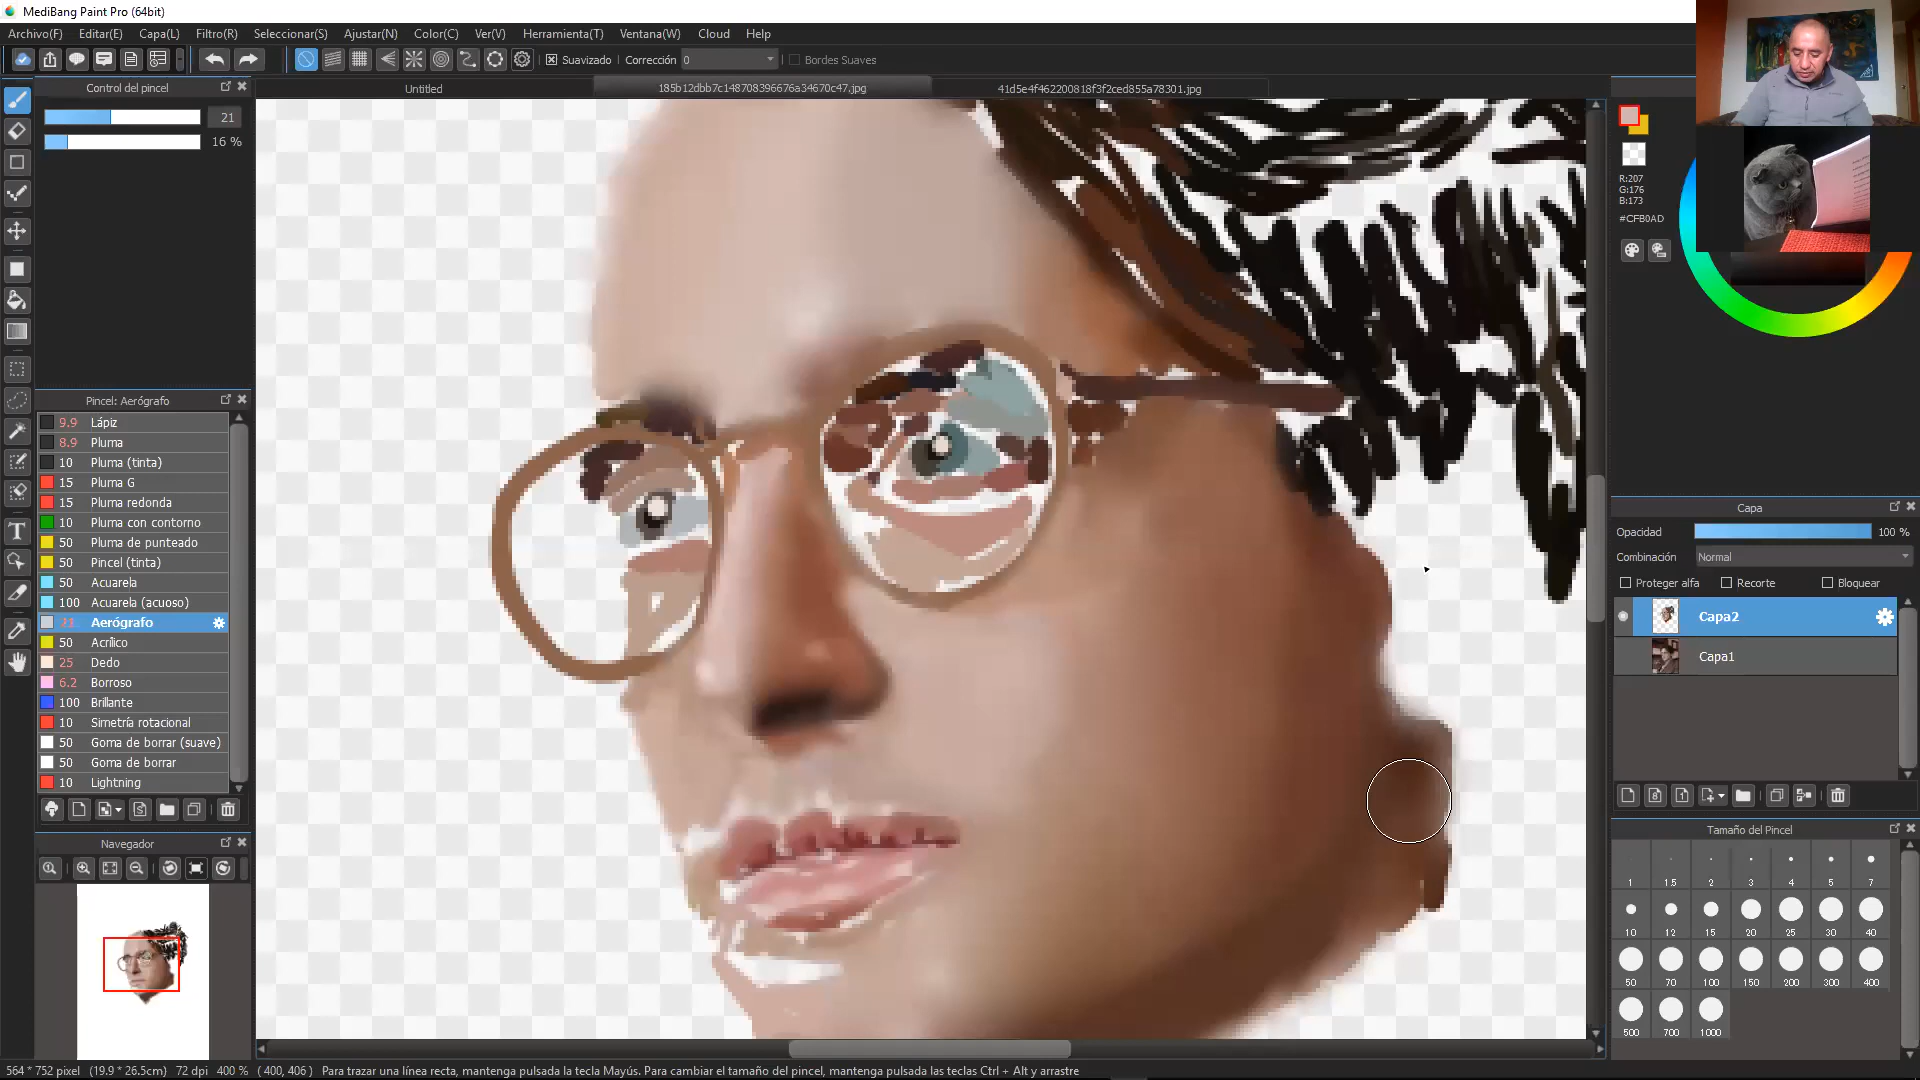 MediBang Paint Pro (64bit)
Archivo(F) Editar(E) Capa(L) Filtro(R) Seleccionar(S) Ajustar(N) Color(C) Ver(V) Herramienta(T) Ventana(W) Cloud Help
Suavizado Corrección 0 Bordes Suaves
Control del pincel
21
16 %
Untitled 185b12dbb7c148708396676a34670c47.jpg 41d5e4f462200818f3f2ced855a78301.jpg
R:207
G:176
B:173
#CFB0AD
Pincel: Aerógrafo
9.9 Lápiz
8.9 Pluma
10 Pluma (tinta)
15 Pluma G
15 Pluma redonda
10 Pluma con contorno
50 Pluma de punteado
50 Pincel (tinta)
50 Acuarela
100 Acuarela (acuoso)
21 Aerógrafo
50 Acrílico
25 Dedo
6.2 Borroso
100 Brillante
10 Simetría rotacional
50 Goma de borrar (suave)
50 Goma de borrar
10 Lightning
Navegador
Capa
Opacidad 100 %
Combinación Normal
Proteger alfa Recorte Bloquear
Capa2
Capa1
Tamaño del Pincel
1 1.5 2 3 4 5 7
10 12 15 20 25 30 40
50 70 100 150 200 300 400
500 700 1000
564 * 752 pixel (19.9 * 26.5cm) 72 dpi 400 % ( 400, 406 ) Para trazar una línea recta, mantenga pulsada la tecla Mayús. Para cambiar el tamaño del pincel, mantenga pulsadas las teclas Ctrl + Alt y arrastre